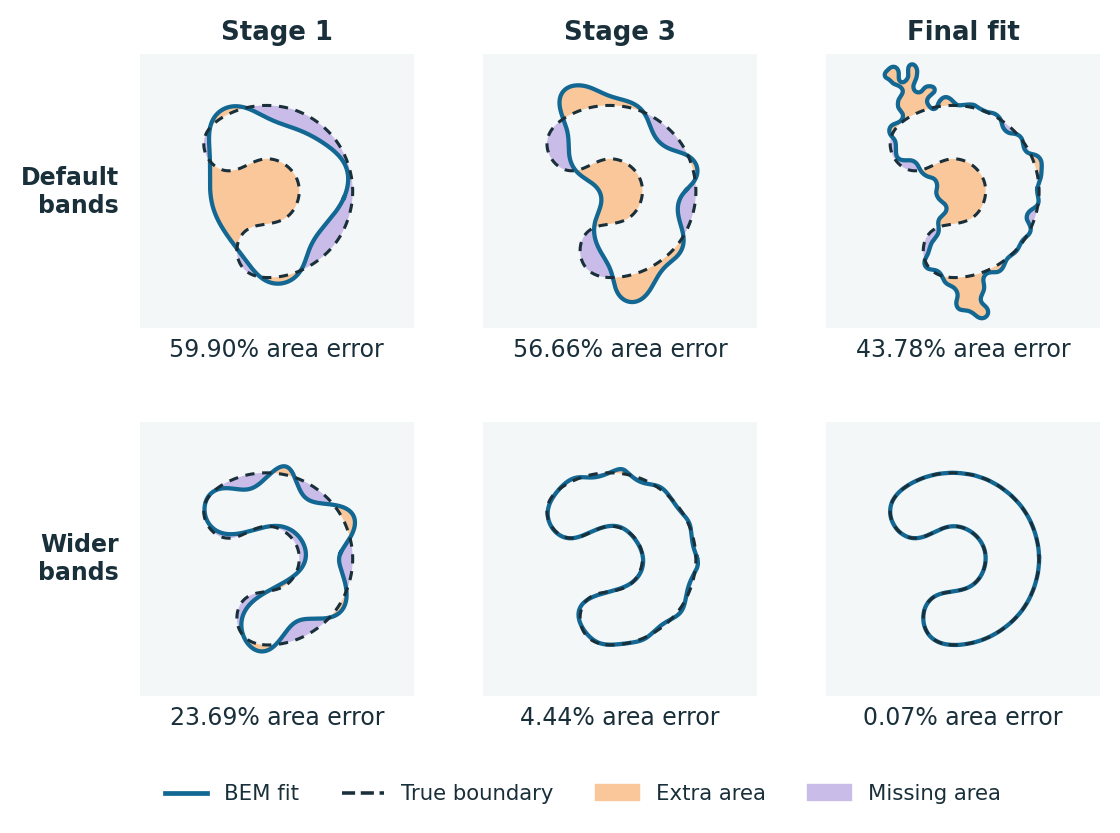 Stage 1
Stage 3
Final fit
Default
bands
59.90% area error
56.66% area error
43.78% area error
Wider
bands
23.69% area error
4.44% area error
0.07% area error
BEM fit
True boundary
Extra area
Missing area